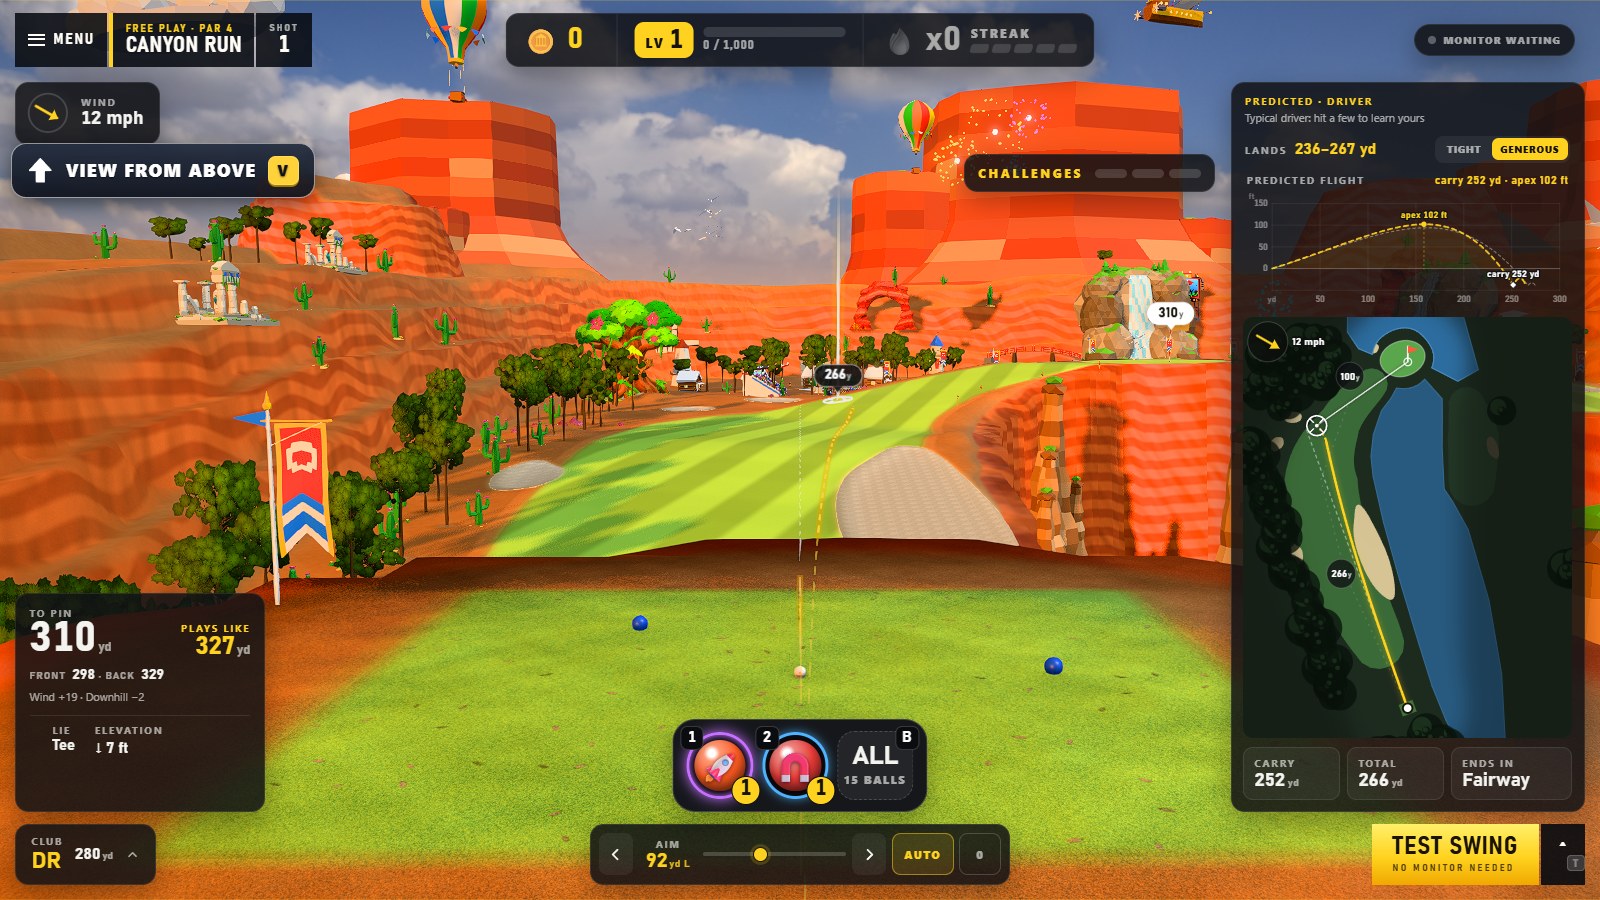 MENU
FREE PLAY · PAR 4
CANYON RUN
SHOT
1
0
LV 1
0 / 1,000
x0 STREAK
MONITOR WAITING
WIND
12 mph
VIEW FROM ABOVE V
CHALLENGES
266y
310y
PREDICTED · DRIVER
Typical driver: hit a few to learn yours
LANDS 236–267 yd
TIGHT GENEROUS
PREDICTED FLIGHT
carry 252 yd · apex 102 ft
ft
150
100
50
0
apex 102 ft
carry 252 yd
yd 50 100 150 200 250 300
12 mph
100y
266y
CARRY
252 yd
TOTAL
266 yd
ENDS IN
Fairway
TO PIN
310 yd
PLAYS LIKE
327 yd
FRONT 298 · BACK 329
Wind +19 · Downhill −2
LIE
Tee
ELEVATION
↓ 7 ft
1
1
2
1
B
ALL
15 BALLS
CLUB
DR 280 yd
AIM
92 yd L
AUTO
0
TEST SWING
NO MONITOR NEEDED
T